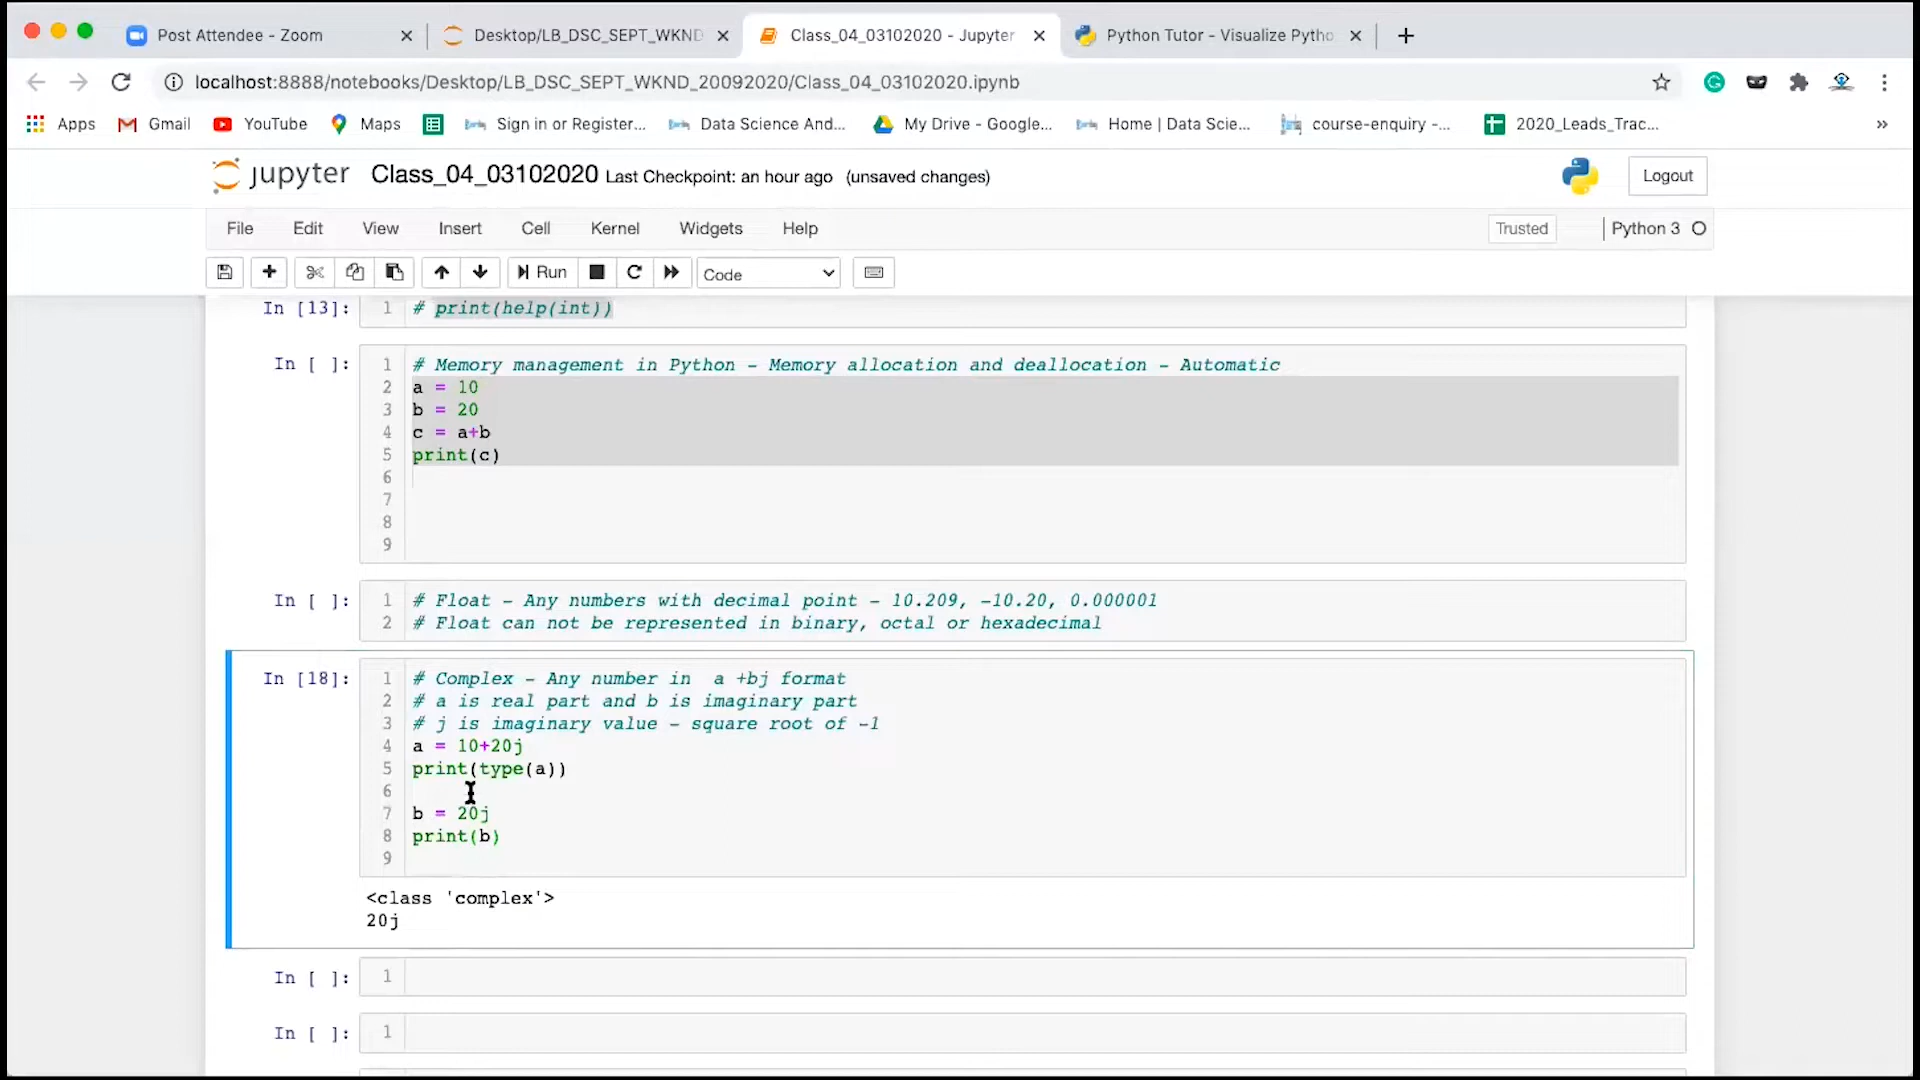 Post Attendee - Zoom
Desktop/LB_DSC_SEPT_WKND
Class_04_03102020 - Jupyter
Python Tutor - Visualize Pytho
localhost:8888/notebooks/Desktop/LB_DSC_SEPT_WKND_20092020/Class_04_03102020.ipynb
Apps
Gmail
YouTube
Maps
Sign in or Register...
Data Science And...
My Drive - Google...
Home | Data Scie...
course-enquiry -...
2020_Leads_Trac...
»
jupyter Class_04_03102020 Last Checkpoint: an hour ago (unsaved changes)
Logout
File Edit View Insert Cell Kernel Widgets Help
Trusted
Python 3
Run
Code
In [13]:
1 # print(help(int))
In [ ]:
1 # Memory management in Python - Memory allocation and deallocation - Automatic
2 a = 10
3 b = 20
4 c = a+b
5 print(c)
6
7
8
9
In [ ]:
1 # Float - Any numbers with decimal point - 10.209, -10.20, 0.000001
2 # Float can not be represented in binary, octal or hexadecimal
In [18]:
1 # Complex - Any number in  a +bj format
2 # a is real part and b is imaginary part
3 # j is imaginary value - square root of -1
4 a = 10+20j
5 print(type(a))
6
7 b = 20j
8 print(b)
9
<class 'complex'>
20j
In [ ]:
1
In [ ]:
1